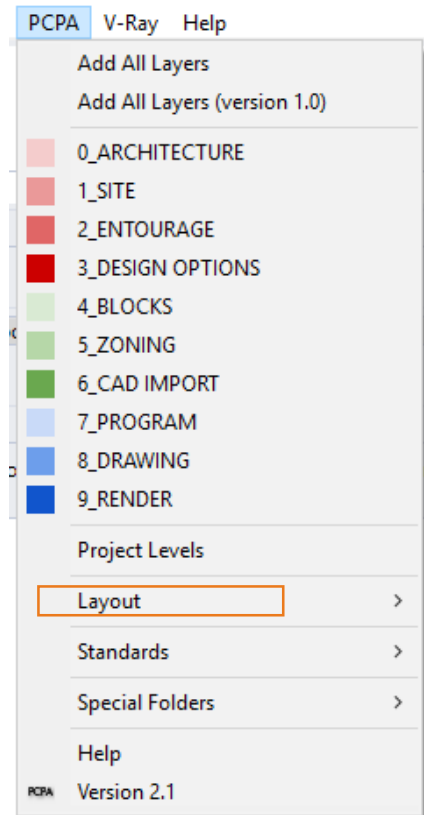 PCPA V-Ray Help
Add All Layers
Add All Layers (version 1.0)
0_ARCHITECTURE
1_SITE
2_ENTOURAGE
3_DESIGN OPTIONS
4_BLOCKS
5_ZONING
6_CAD IMPORT
7_PROGRAM
8_DRAWING
9_RENDER
Project Levels
Layout
Standards
Special Folders
Help
PCPA Version 2.1